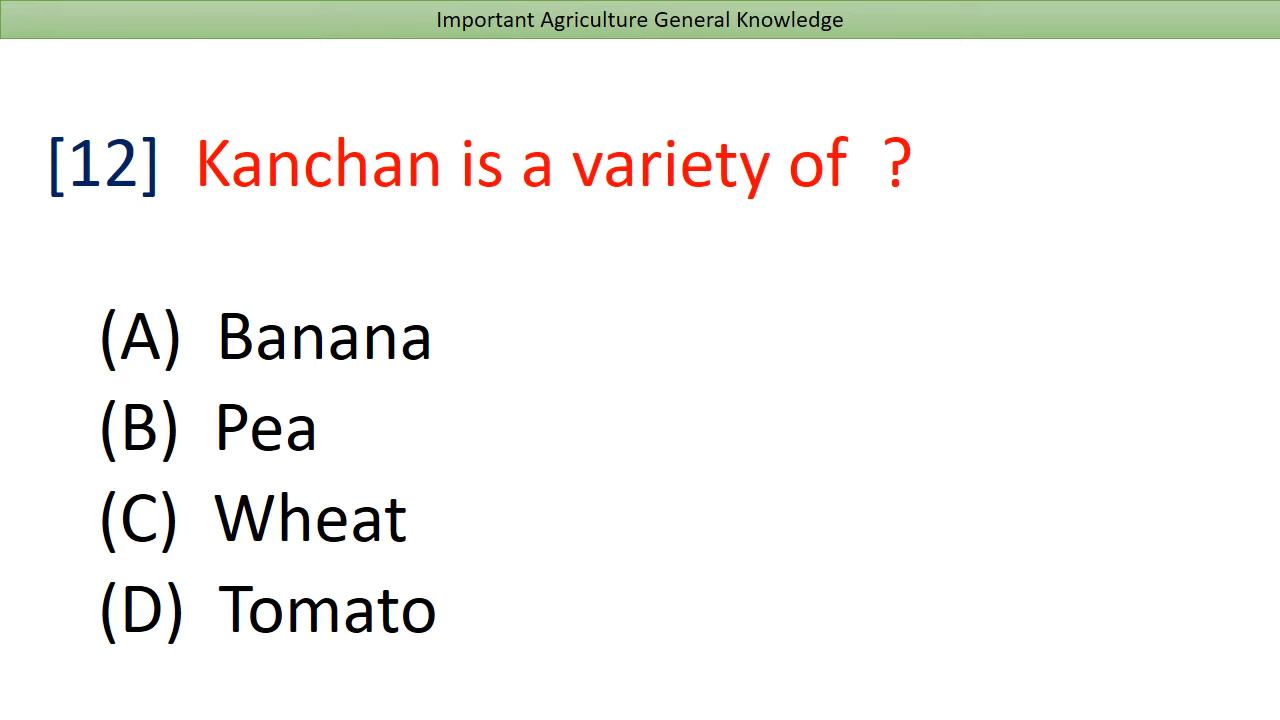 Important Agriculture General Knowledge
[12] Kanchan is a variety of ?
(A) Banana
(B) Pea
(C) Wheat
(D) Tomato